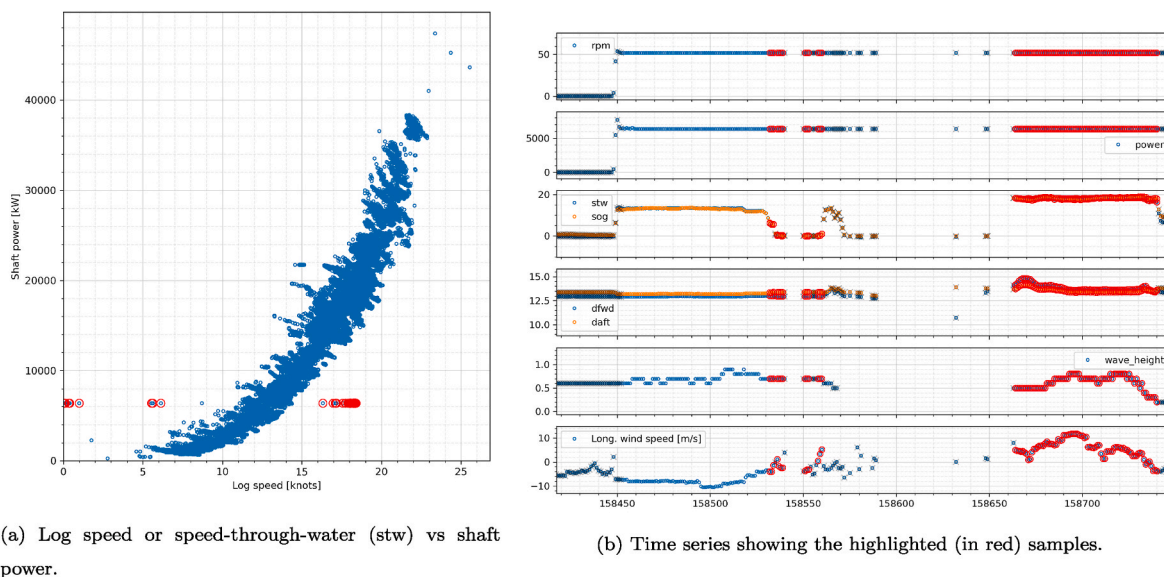 40000
30000
20000
10000
0
Shaft power [kW]
0 5 10 15 20 25
Log speed [knots]
(a) Log speed or speed-through-water (stw) vs shaft
power.
50
0
rpm
5000
0
power
20
0
stw
sog
15.0
12.5
10.0
dfwd
daft
1.0
0.5
0.0
wave_height
10
0
−10
Long. wind speed [m/s]
158450 158500 158550 158600 158650 158700
(b) Time series showing the highlighted (in red) samples.